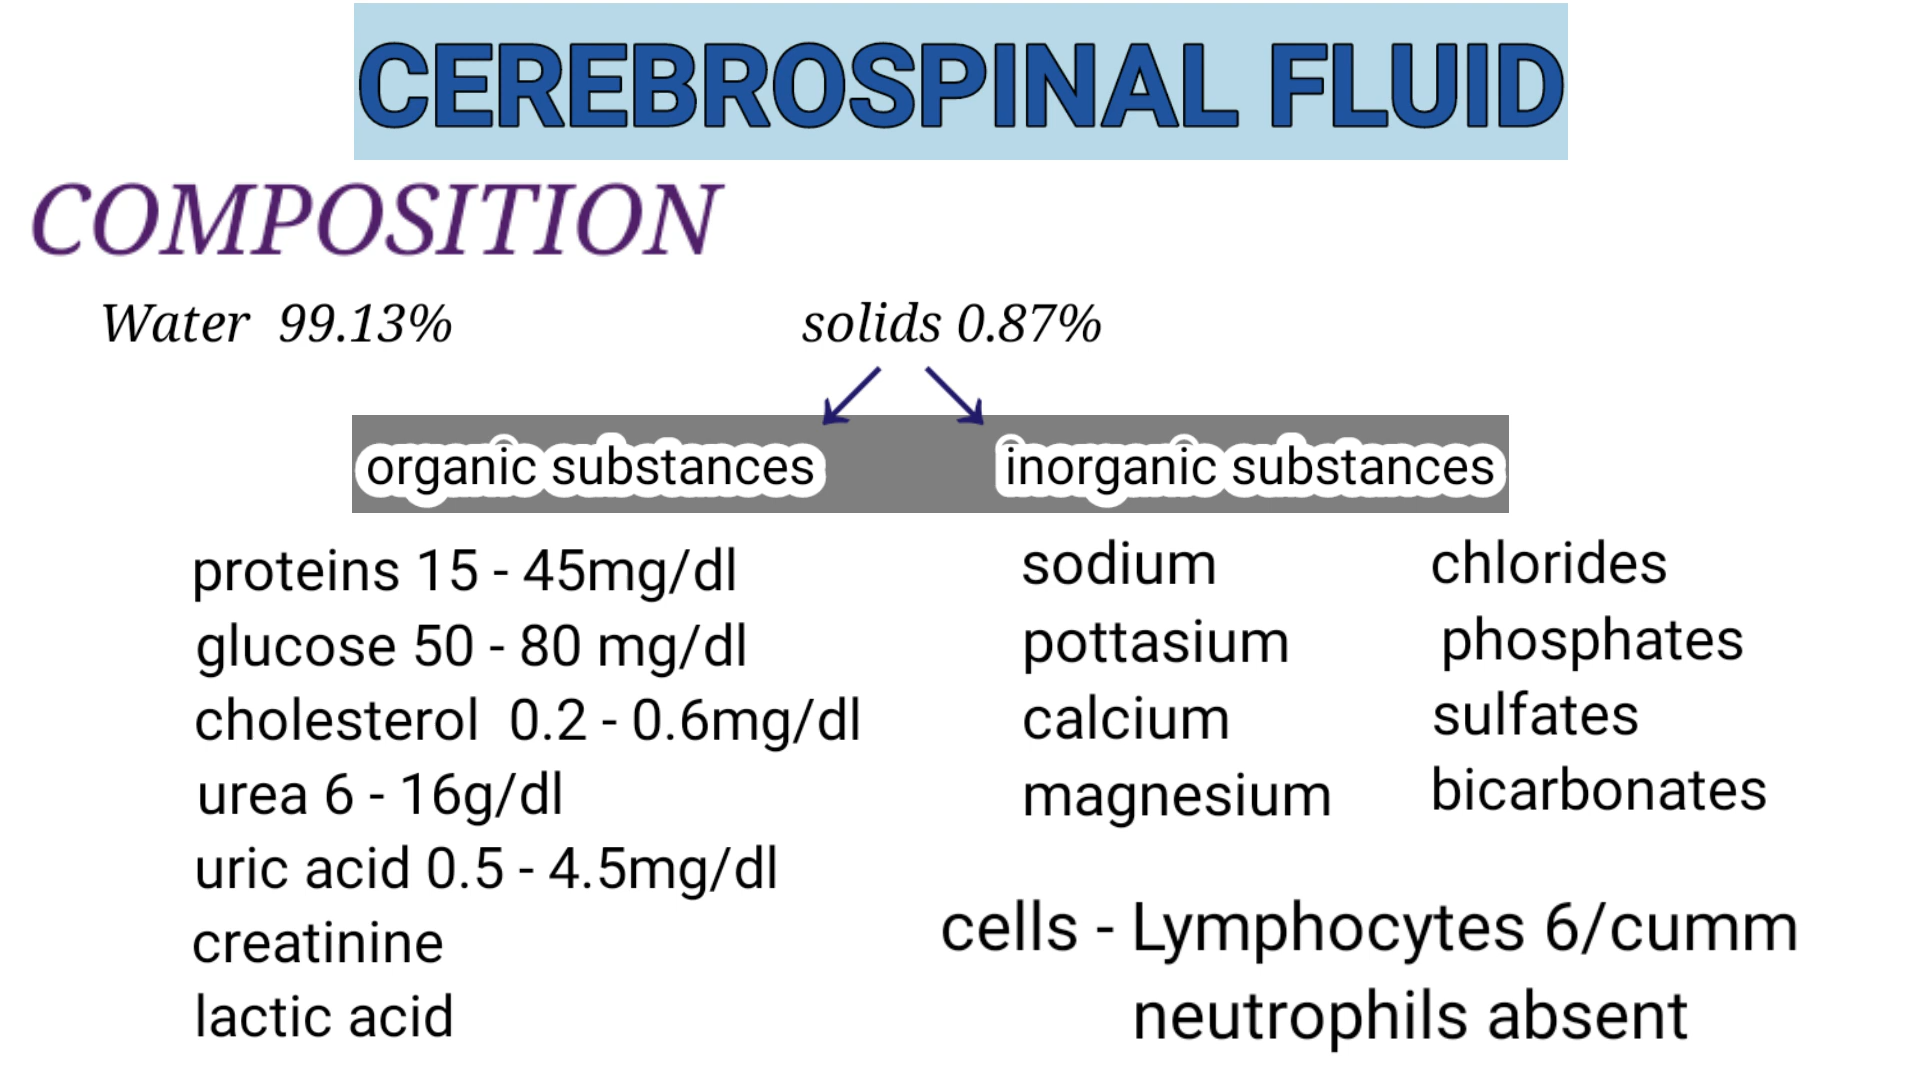 CEREBROSPINAL FLUID
COMPOSITION
Water 99.13%
solids 0.87%
organic substances
proteins 15 - 45mg/dl
glucose 50 - 80 mg/dl
cholesterol 0.2 - 0.6mg/dl
urea 6 - 16g/dl
uric acid 0.5 - 4.5mg/dl
creatinine
lactic acid
inorganic substances
sodium
pottasium
calcium
magnesium
chlorides
phosphates
sulfates
bicarbonates
cells - Lymphocytes 6/cumm
neutrophils absent